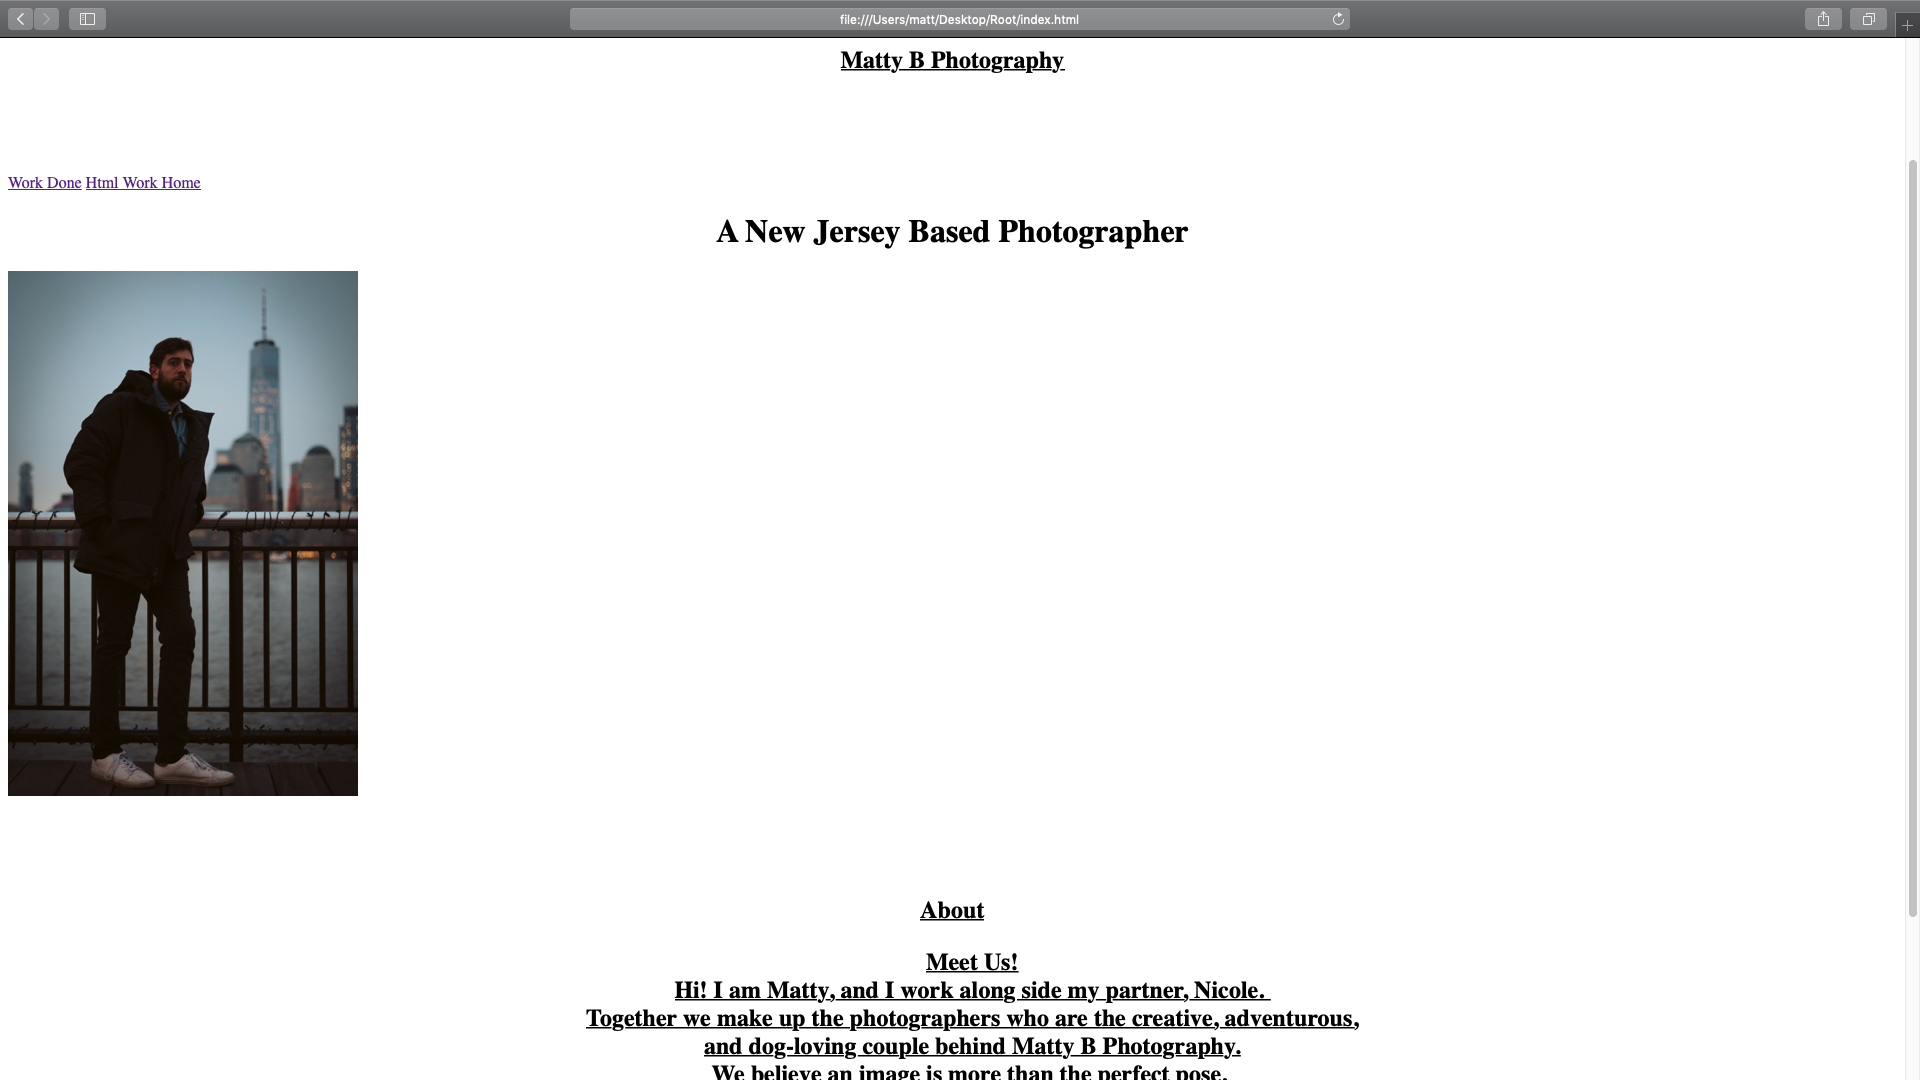 file:///Users/matt/Desktop/Root/index.html
Matty B Photography
Work Done Html Work Home
A New Jersey Based Photographer
About
Meet Us!
Hi! I am Matty, and I work along side my partner, Nicole.
Together we make up the photographers who are the creative, adventurous,
and dog-loving couple behind Matty B Photography.
We believe an image is more than the perfect pose.